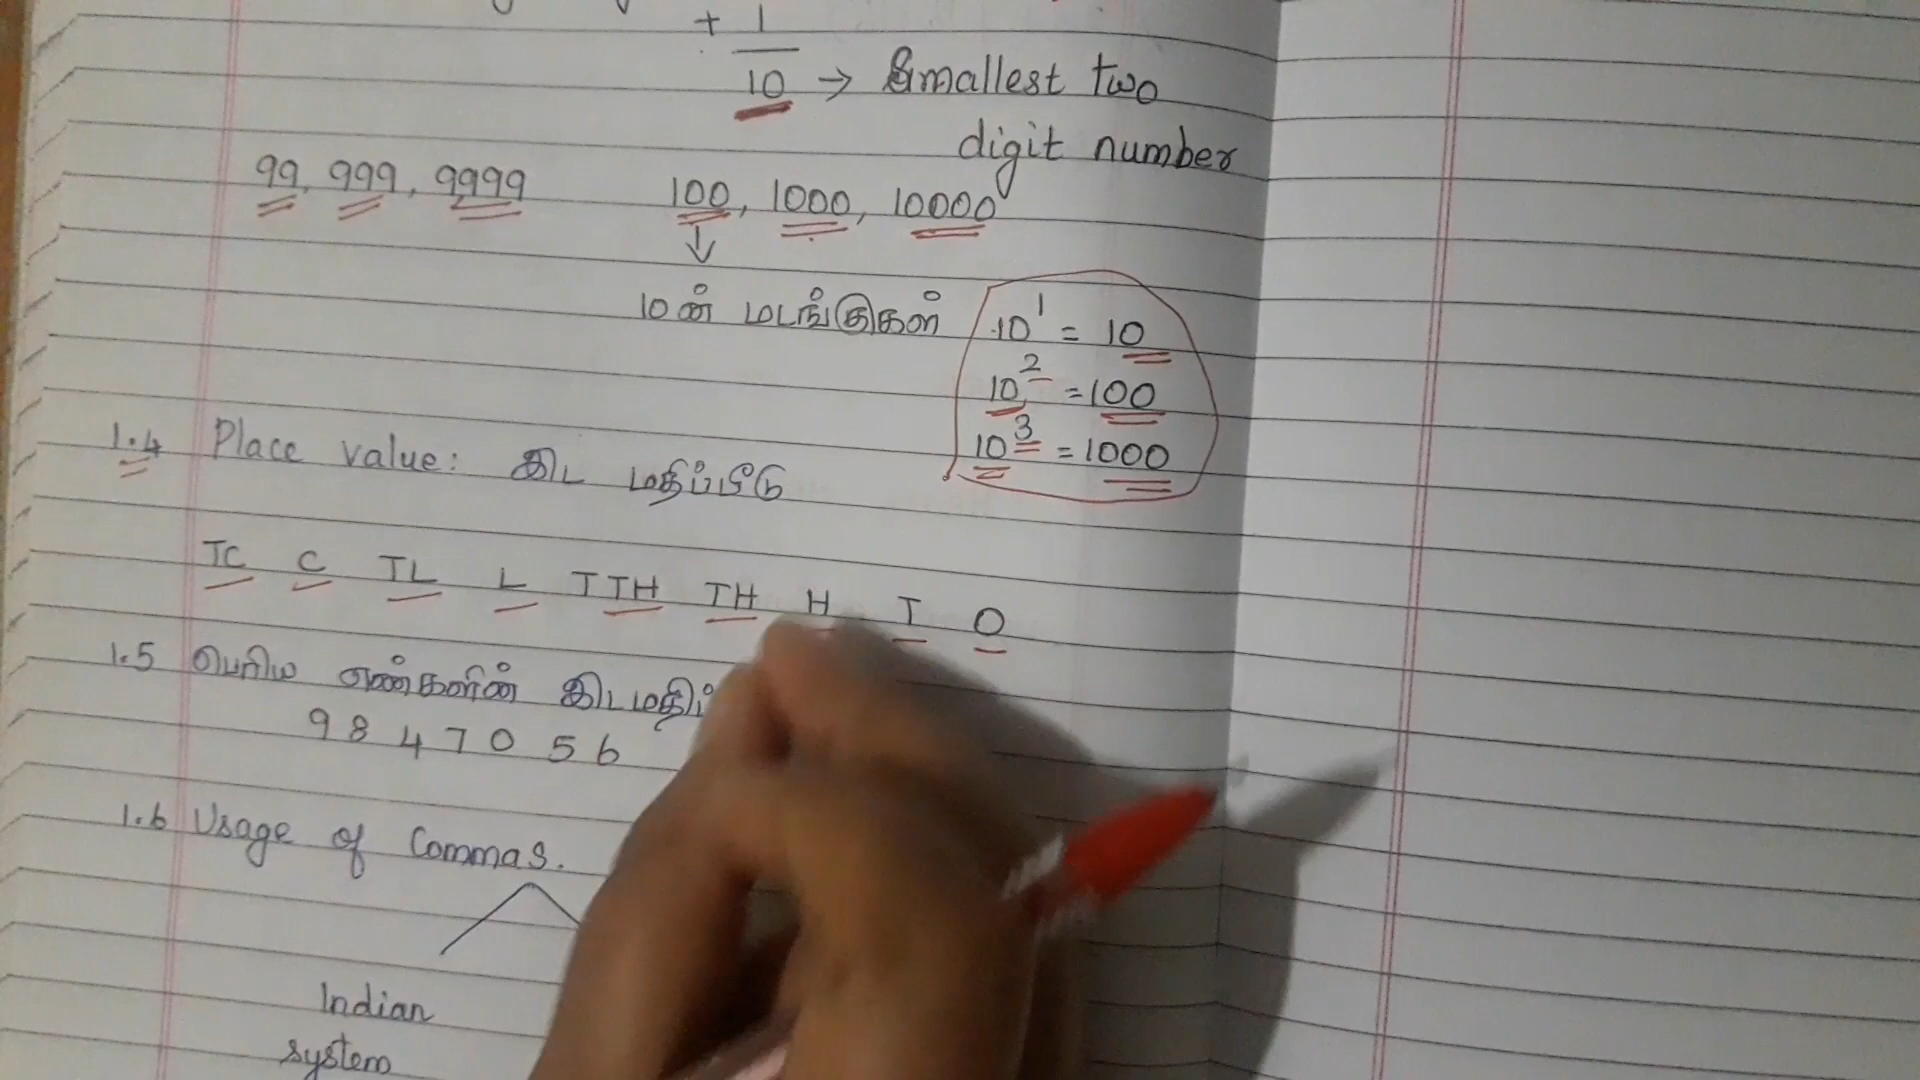 + 1
10 → Smallest two
digit number
99, 999, 9999 100, 1000, 10000
↓
10ன் மடங்குகள்
10¹ = 10
10² = 100
10³ = 1000
1.4 Place value: இட மதிப்பீடு
TC C TL L TTH TH H T O
1.5 பெரிய எண்களின்
9 8 4 7 0 5 6
1.6 Usage of Commas.
Indian
system